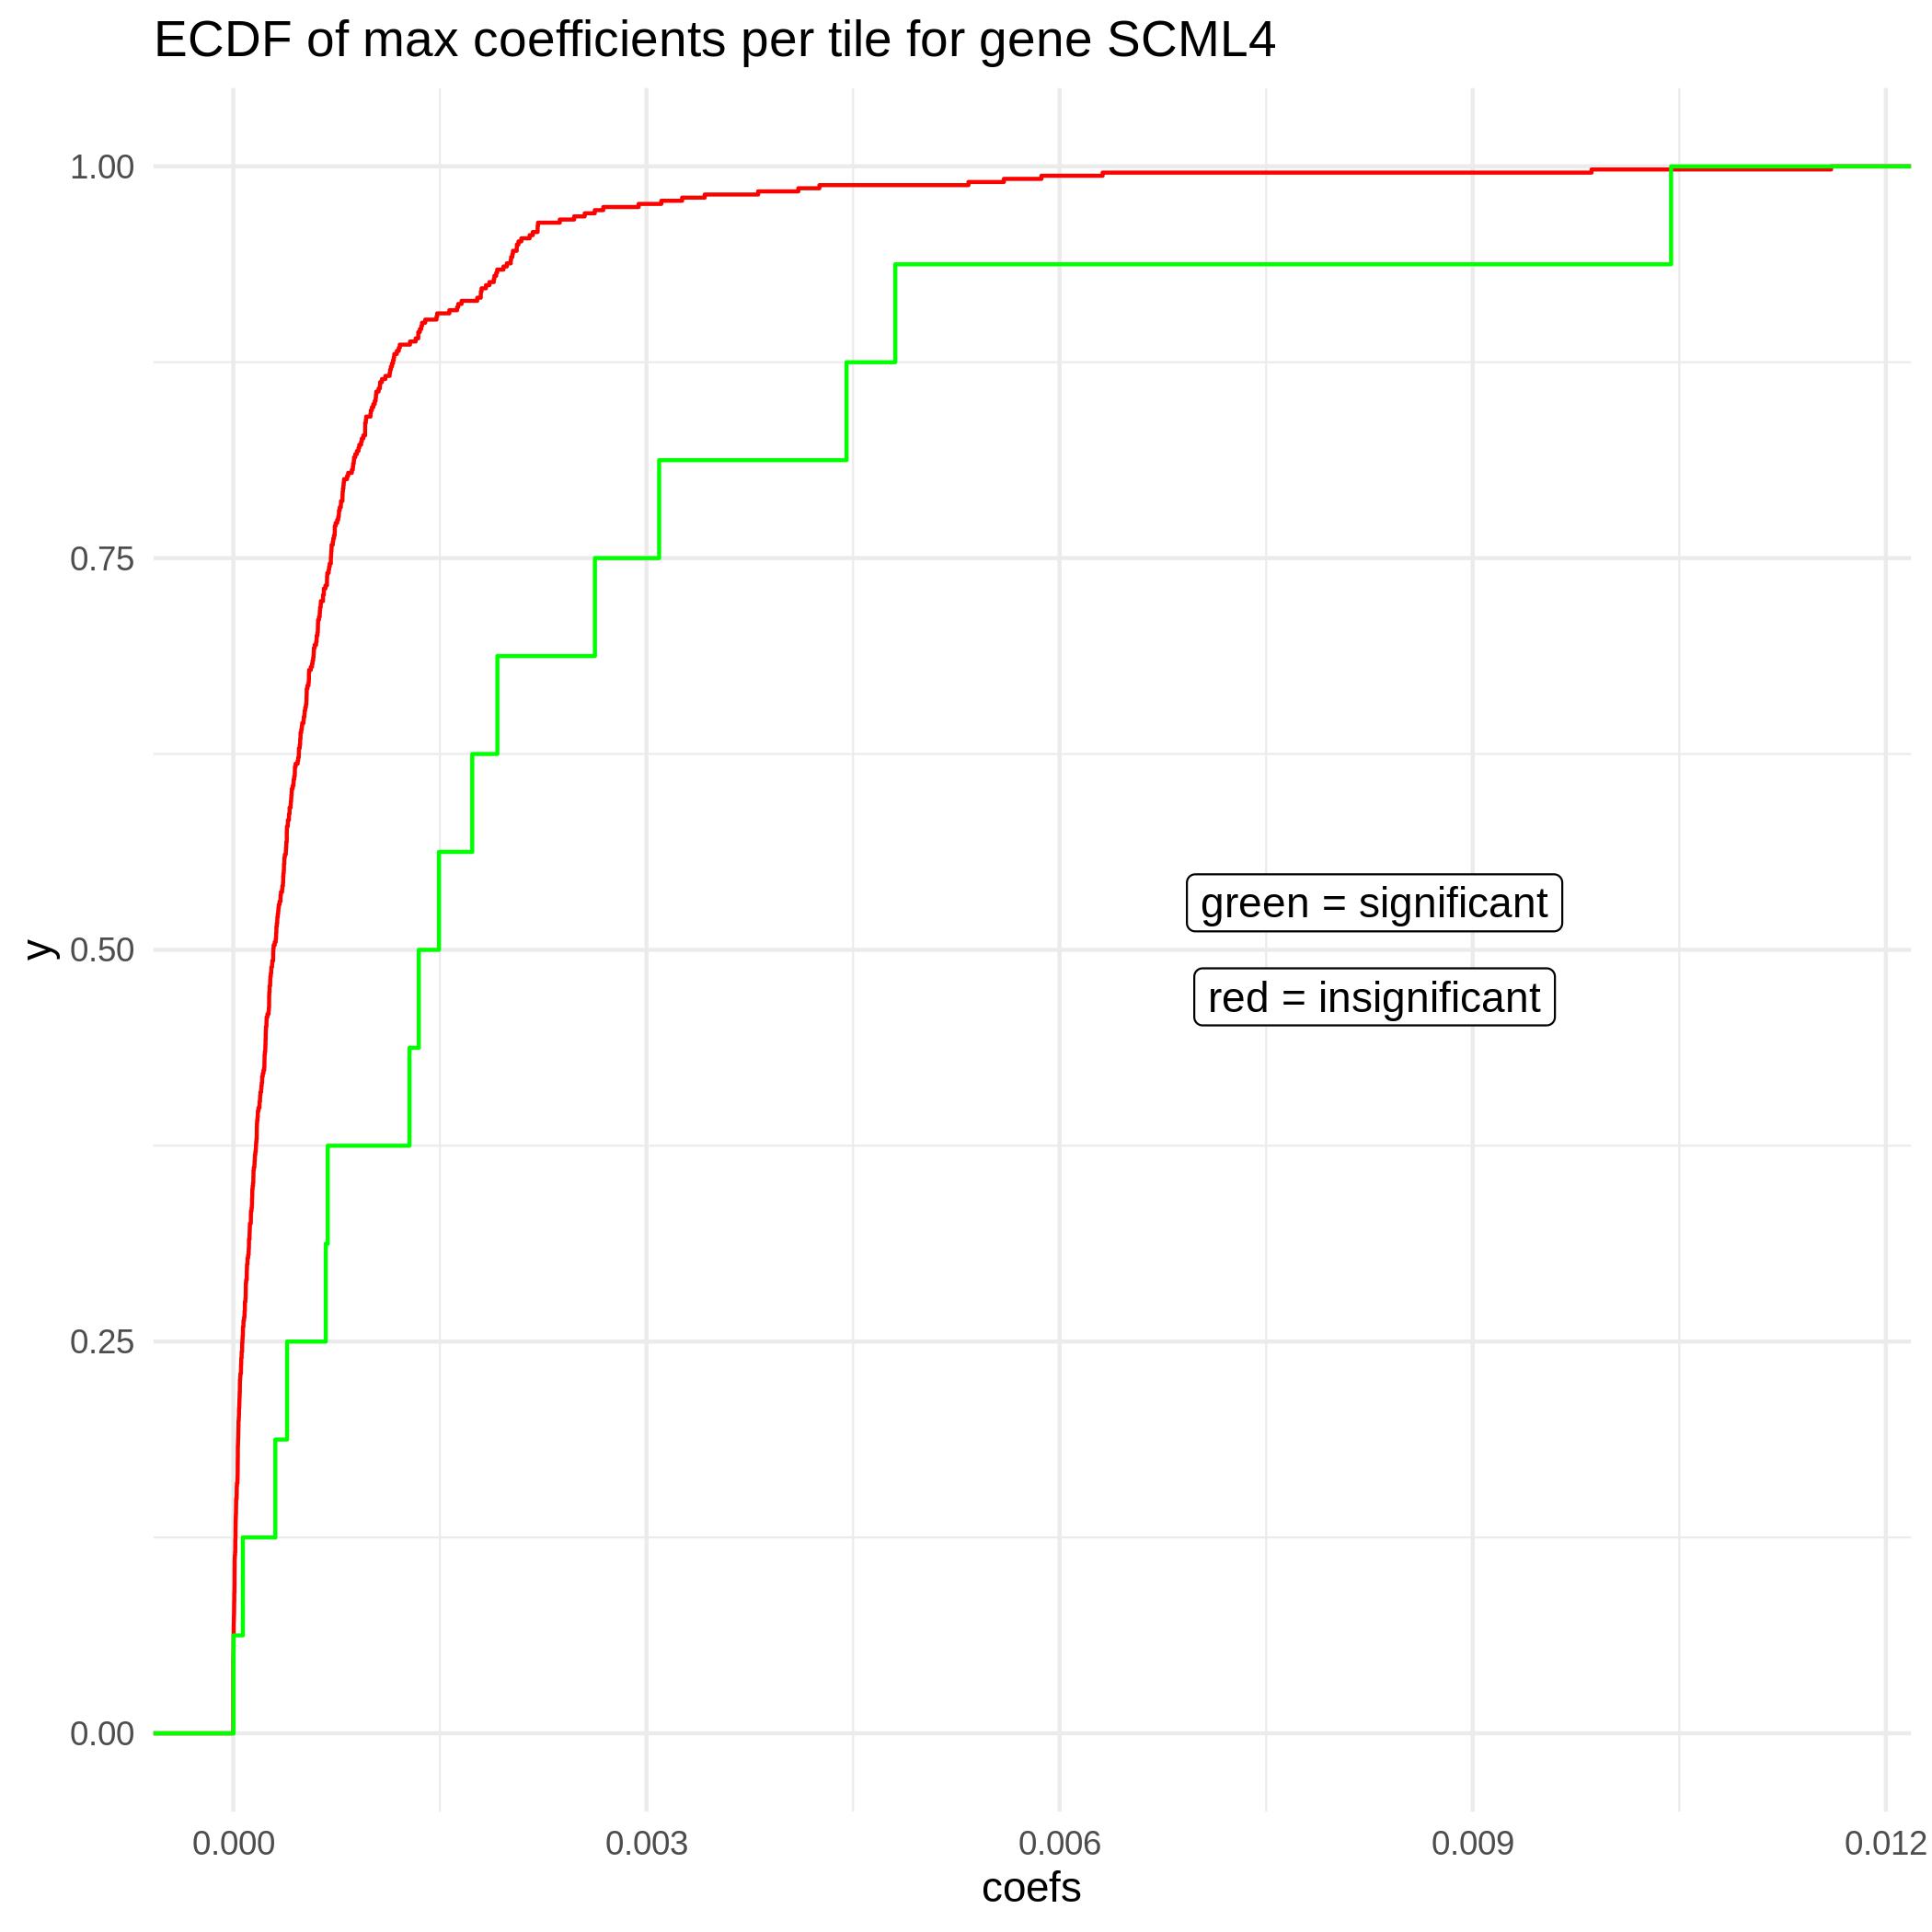 ECDF of max coefficients per tile for gene SCML4
1.00
0.75
0.50
0.25
0.00
y
green = significant
red = insignificant
0.000 0.003 0.006 0.009 0.012
coefs